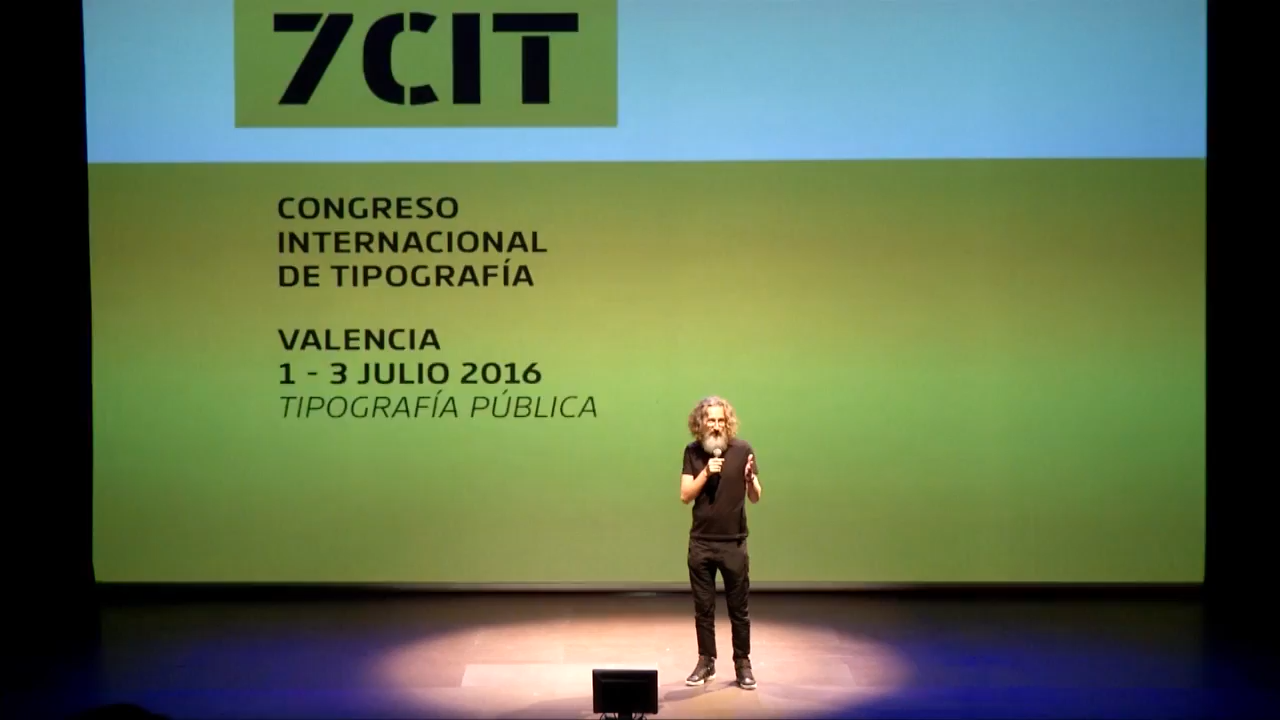 7CIT
CONGRESO
INTERNACIONAL
DE TIPOGRAFÍA
VALENCIA
1 - 3 JULIO 2016
TIPOGRAFÍA PÚBLICA